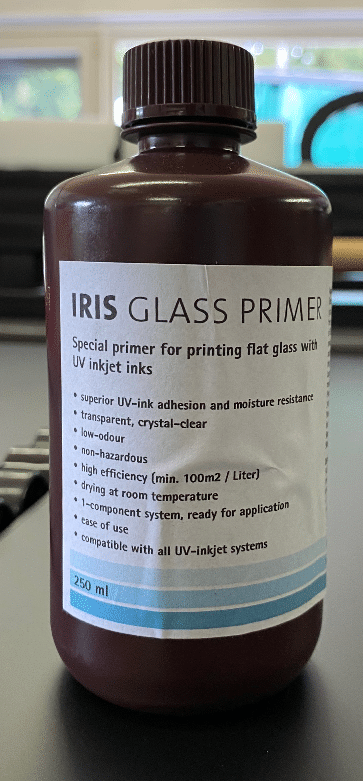 IRIS GLASS PRIMER
Special primer for printing flat glass with
UV inkjet inks
• superior UV-ink adhesion and moisture resistance
• transparent, crystal-clear
• low-odour
• non-hazardous
• high efficiency (min. 100m2 / Liter)
• drying at room temperature
• 1-component system, ready for application
• ease of use
• compatible with all UV-inkjet systems
250 ml